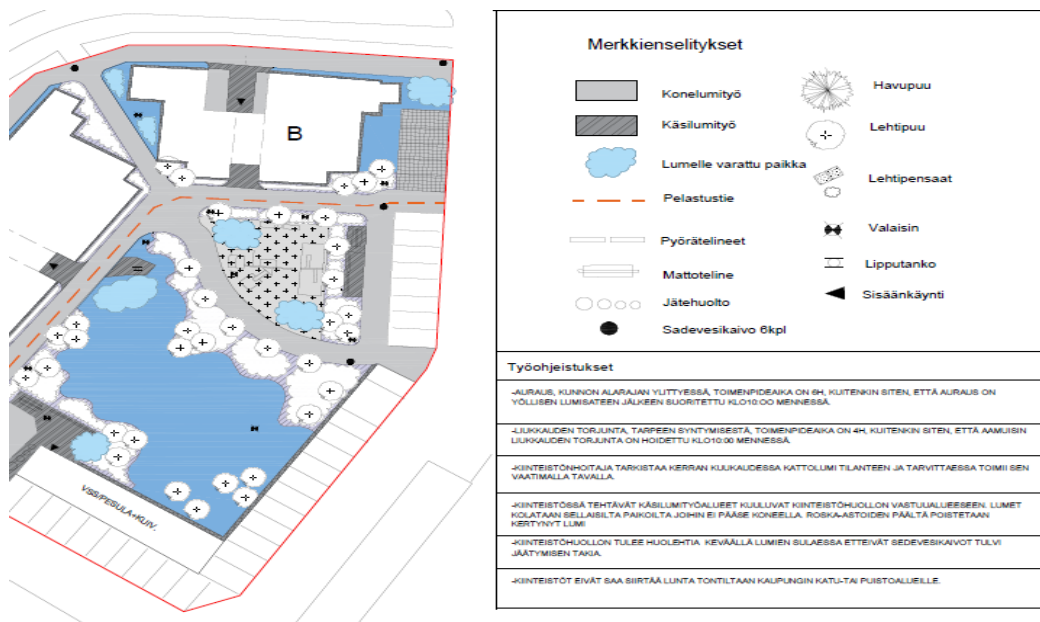 B
VSS/PESULA+KUIV.
Merkkienselitykset
Konelumityö
Käsilumityö
Lumelle varattu paikka
Pelastustie
Pyörätelineet
Mattoteline
Jätehuolto
Sadevesikaivo 6kpl
Havupuu
Lehtipuu
Lehtipensaat
Valaisin
Lipputanko
Sisäänkäynti
Työohjeistukset
-AURAUS, KUNNON ALARAJAN YLITTYESSÄ, TOIMENPIDEAIKA ON 6H, KUITENKIN SITEN, ETTÄ AURAUS ON
YÖLLISEN LUMISATEEN JÄLKEEN SUORITETTU KLO10:OO MENNESSÄ.
-LIUKKAUDEN TORJUNTA, TARPEEN SYNTYMISESTÄ, TOIMENPIDEAIKA ON 4H, KUITENKIN SITEN, ETTÄ AAMUISIN
LIUKKAUDEN TORJUNTA ON HOIDETTU KLO10:00 MENNESSÄ.
-KIINTEISTÖNHOITAJA TARKISTAA KERRAN KUUKAUDESSA KATTOLUMI TILANTEEN JA TARVITTAESSA TOIMII SEN
VAATIMALLA TAVALLA.
-KIINTEISTÖSSÄ TEHTÄVÄT KÄSILUMITYÖALUEET KUULUVAT KIINTEISTÖHUOLLON VASTUUALUEESEEN. LUMET
KOLATAAN SELLAISILTA PAIKOILTA JOIHIN EI PÄÄSE KONEELLA. ROSKA-ASTOIDEN PÄÄLTÄ POISTETAAN
KERTYNYT LUMI
-KIINTEISTÖHUOLLON TULEE HUOLEHTIA KEVÄÄLLÄ LUMIEN SULAESSA ETTEIVÄT SEDEVESIKAIVOT TULVI
JÄÄTYMISEN TAKIA.
-KIINTEISTÖT EIVÄT SAA SIIRTÄÄ LUNTA TONTILTAAN KAUPUNGIN KATU-TAI PUISTOALUEILLE.